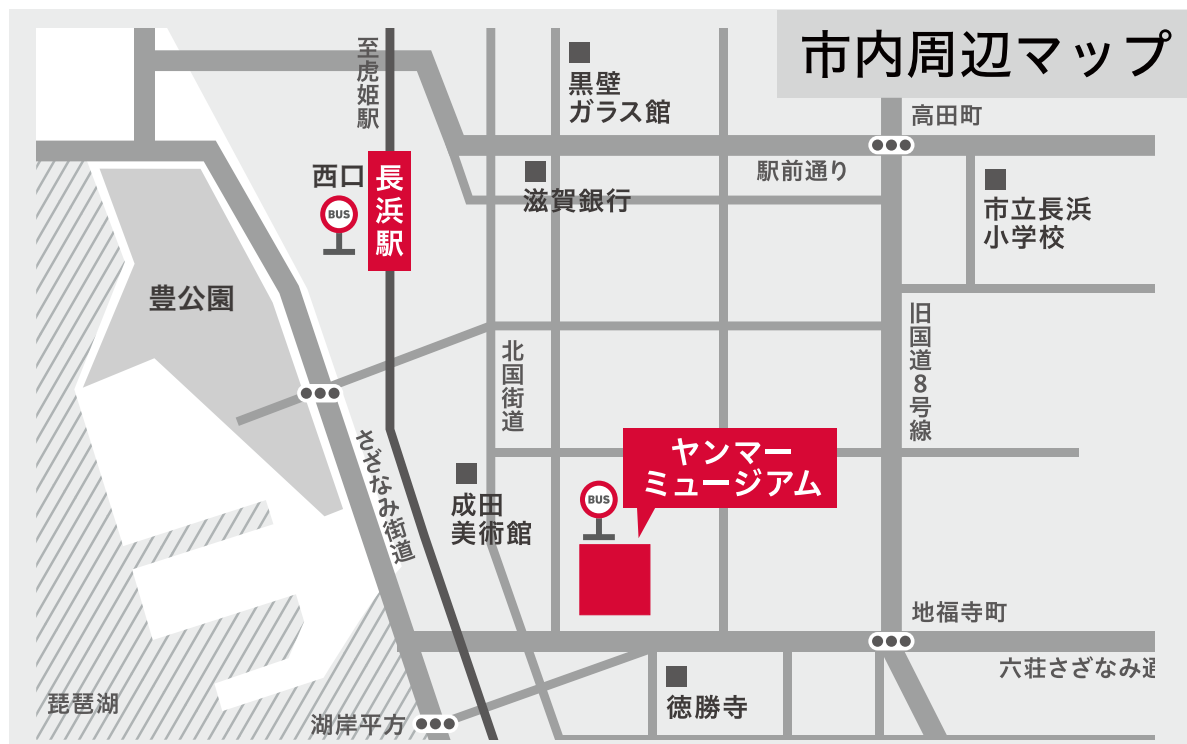 市内周辺マップ
至虎姫駅
黒壁
ガラス館
高田町
西口
BUS
長浜駅
滋賀銀行
駅前通り
市立長浜
小学校
豊公園
北国街道
旧国道8号線
さざなみ街道
ヤンマー
ミュージアム
BUS
成田
美術館
地福寺町
六荘さざなみ通
琵琶湖
湖岸平方
徳勝寺